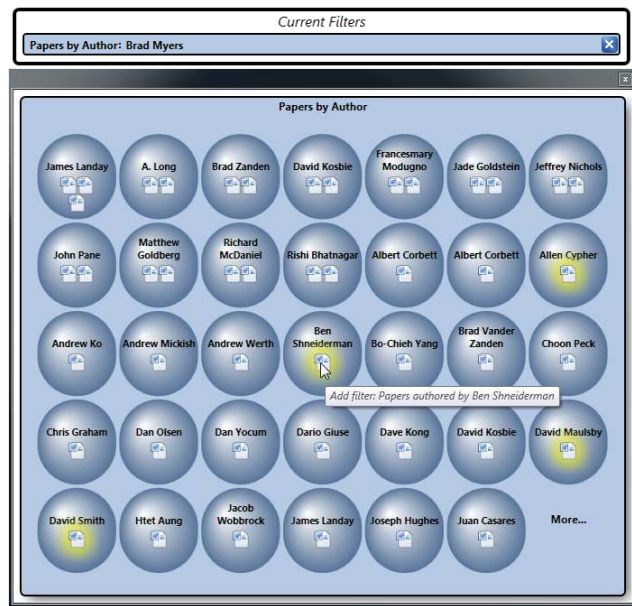 Current Filters
Papers by Author: Brad Myers
Papers by Author
James Landay
A. Long
Brad Zanden
David Kosbie
Francesmary
Modugno
Jade Goldstein
Jeffrey Nichols
John Pane
Matthew
Goldberg
Richard
McDaniel
Rishi Bhatnagar
Albert Corbett
Albert Corbett
Allen Cypher
Andrew Ko
Andrew Mickish
Andrew Werth
Ben
Shneiderman
Bo-Chieh Yang
Brad Vander
Zanden
Choon Peck
Add filter: Papers authored by Ben Shneiderman
Chris Graham
Dan Olsen
Dan Yocum
Dario Giuse
Dave Kong
David Kosbie
David Maulsby
David Smith
Htet Aung
Jacob
Wobbrock
James Landay
Joseph Hughes
Juan Casares
More...